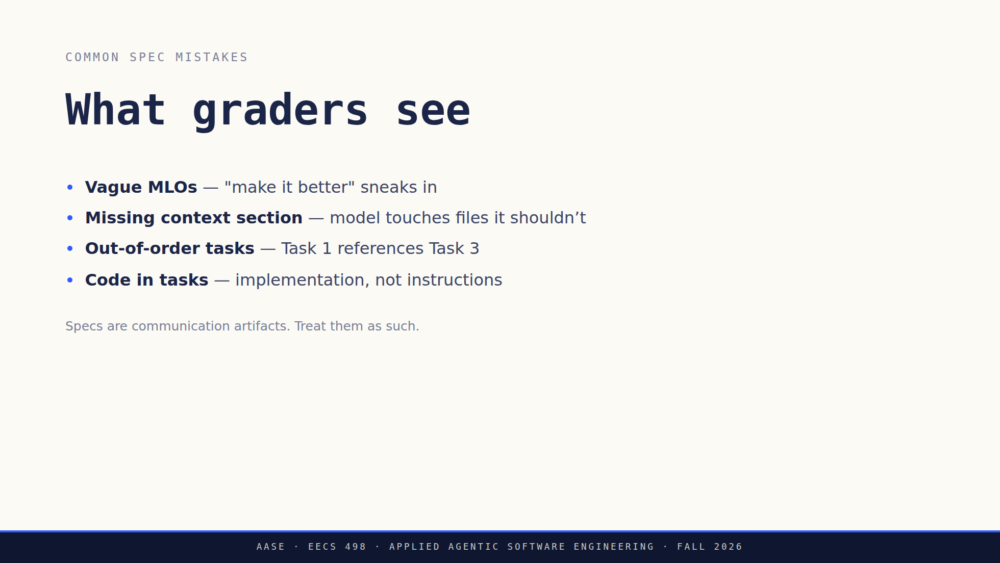 COMMON SPEC MISTAKES
What graders see
• Vague MLOs — "make it better" sneaks in
• Missing context section — model touches files it shouldn’t
• Out-of-order tasks — Task 1 references Task 3
• Code in tasks — implementation, not instructions
Specs are communication artifacts. Treat them as such.
AASE · EECS 498 · APPLIED AGENTIC SOFTWARE ENGINEERING · FALL 2026